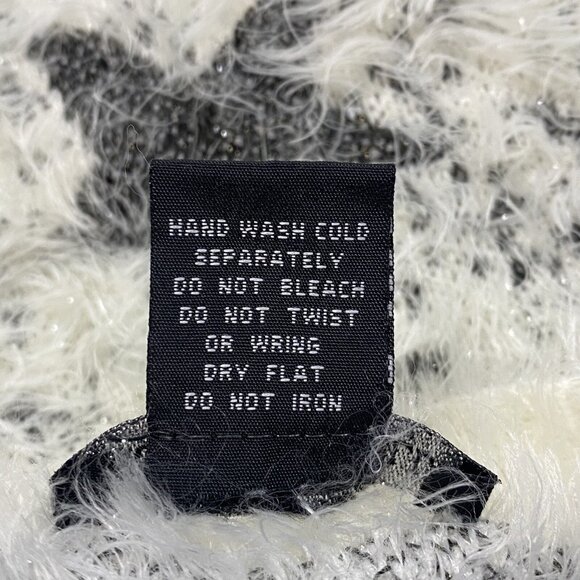 HAND WASH COLD
SEPARATELY
DO NOT BLEACH
DO NOT TWIST
OR WRING
DRY FLAT
DO NOT IRON